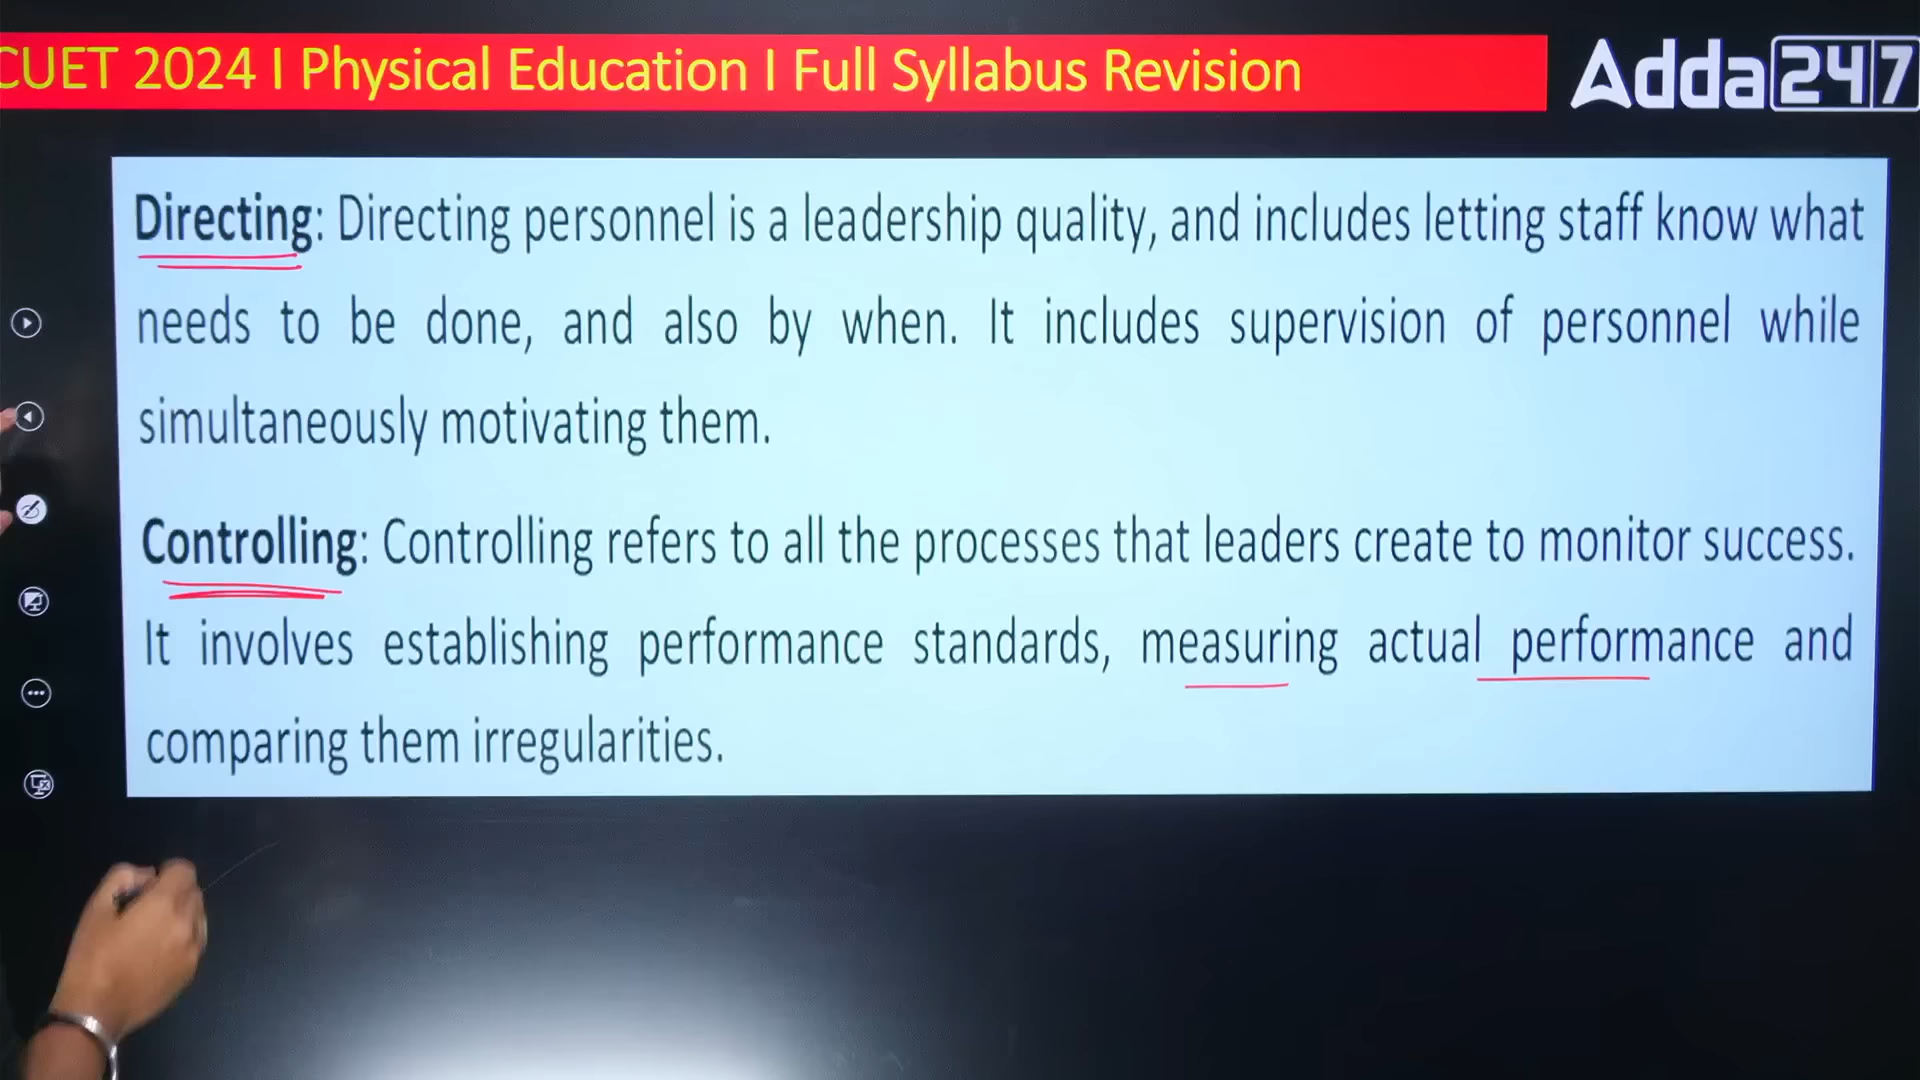 CUET 2024 I Physical Education I Full Syllabus Revision
Adda247
Directing: Directing personnel is a leadership quality, and includes letting staff know what
needs to be done, and also by when. It includes supervision of personnel while
simultaneously motivating them.
Controlling: Controlling refers to all the processes that leaders create to monitor success.
It involves establishing performance standards, measuring actual performance and
comparing them irregularities.